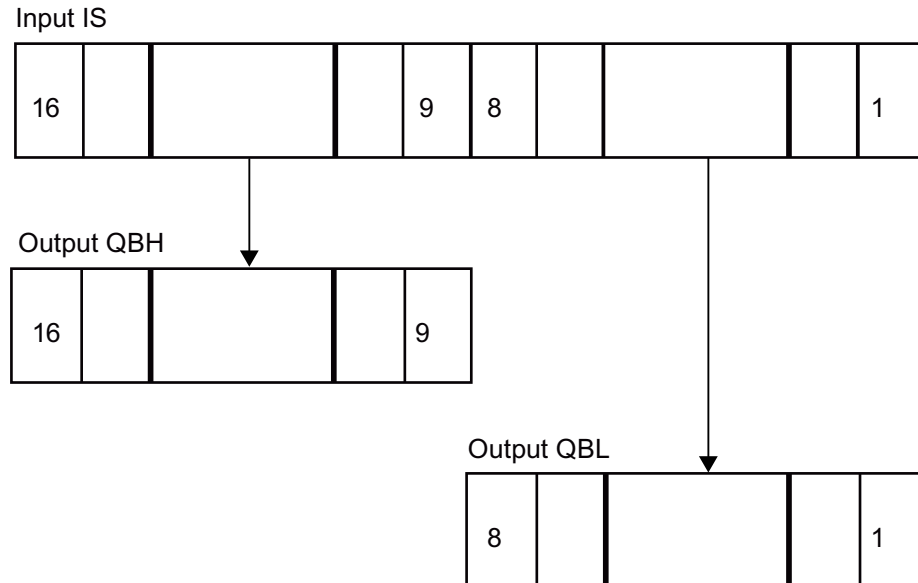 Input IS
16 9 8 1
Output QBH
16 9
Output QBL
8 1